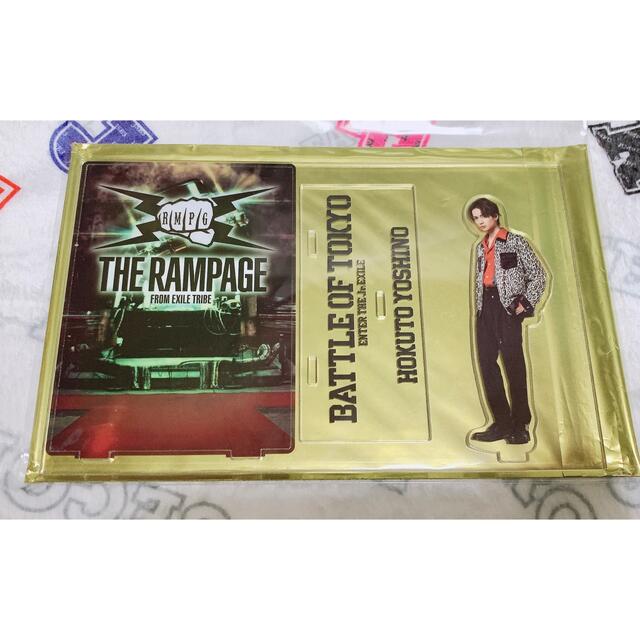 RMPG
THE RAMPAGE
FROM EXILE TRIBE
BATTLE OF TOKYO
ENTER THE Jr.EXILE
HOKUTO YOSHINO